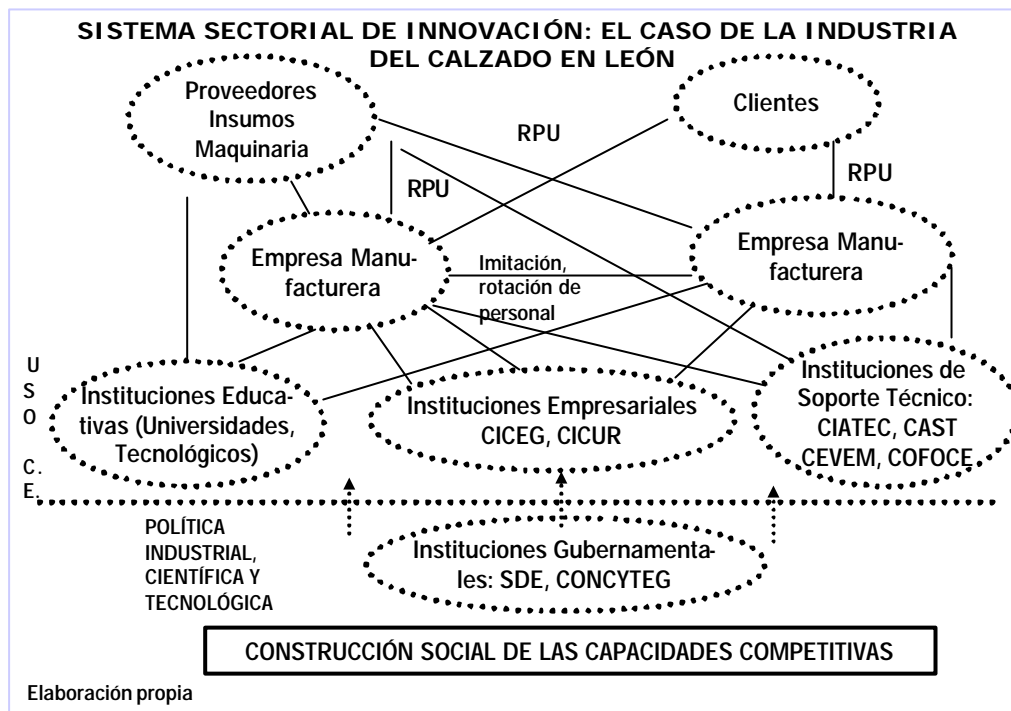 SISTEMA SECTORIAL DE INNOVACIÓN: EL CASO DE LA INDUSTRIA
DEL CALZADO EN LEÓN
Proveedores
Insumos
Maquinaria
Clientes
RPU
RPU
RPU
Empresa Manu-
facturera
Imitación,
rotación de
personal
Empresa Manu-
facturera
U
S
O
C.
E.
Instituciones Educa-
tivas (Universidades,
Tecnológicos)
Instituciones Empresariales
CICEG, CICUR
Instituciones de
Soporte Técnico:
CIATEC, CAST
CEVEM, COFOCE
POLÍTICA
INDUSTRIAL,
CIENTÍFICA Y
TECNOLÓGICA
Instituciones Gubernamenta-
les: SDE, CONCYTEG
CONSTRUCCIÓN SOCIAL DE LAS CAPACIDADES COMPETITIVAS
Elaboración propia